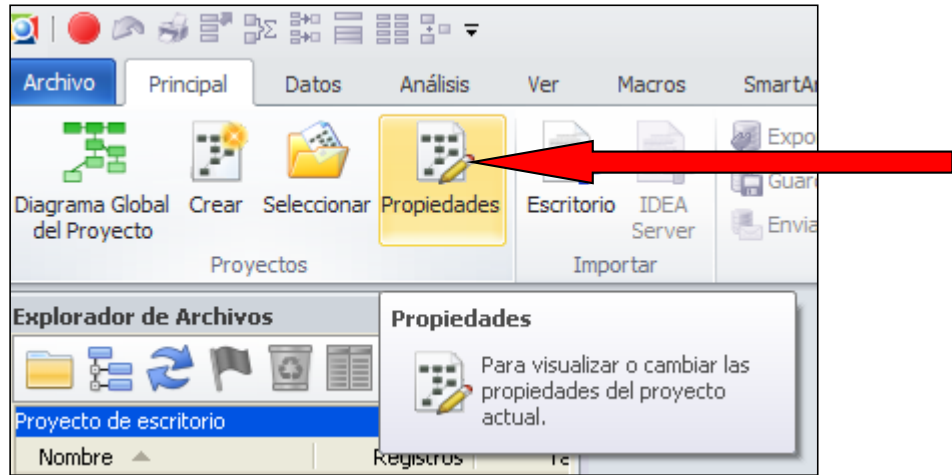 Archivo Principal Datos Análisis Ver Macros
Diagrama Global del Proyecto
Crear
Seleccionar
Propiedades
Escritorio
IDEA Server
Proyectos
Importar
Explorador de Archivos
Propiedades
Para visualizar o cambiar las
propiedades del proyecto
actual.
Proyecto de escritorio
Nombre Registros